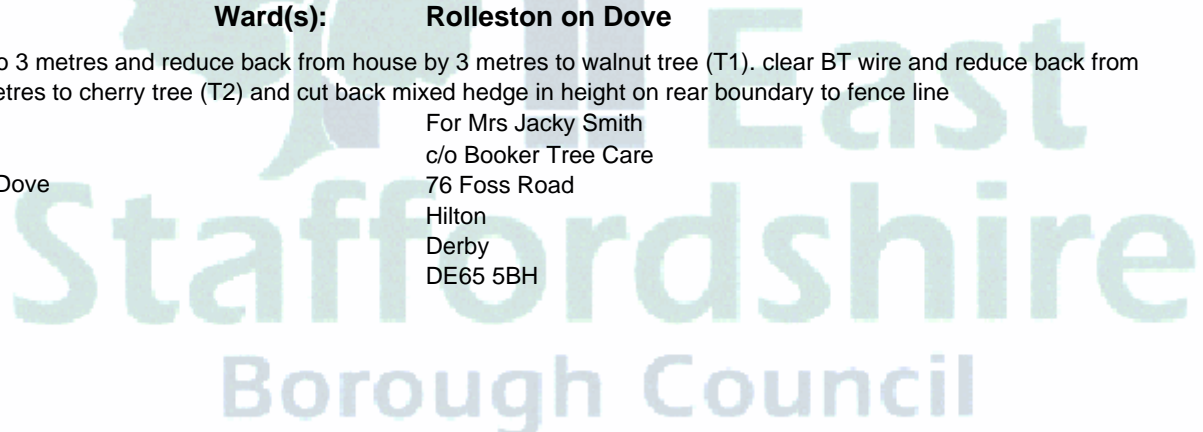 Ward(s): Rolleston on Dove
o 3 metres and reduce back from house by 3 metres to walnut tree (T1). clear BT wire and reduce back from
etres to cherry tree (T2) and cut back mixed hedge in height on rear boundary to fence line
For Mrs Jacky Smith
c/o Booker Tree Care
Dove 76 Foss Road
Hilton
Derby
DE65 5BH
East
Staffordshire
Borough Council